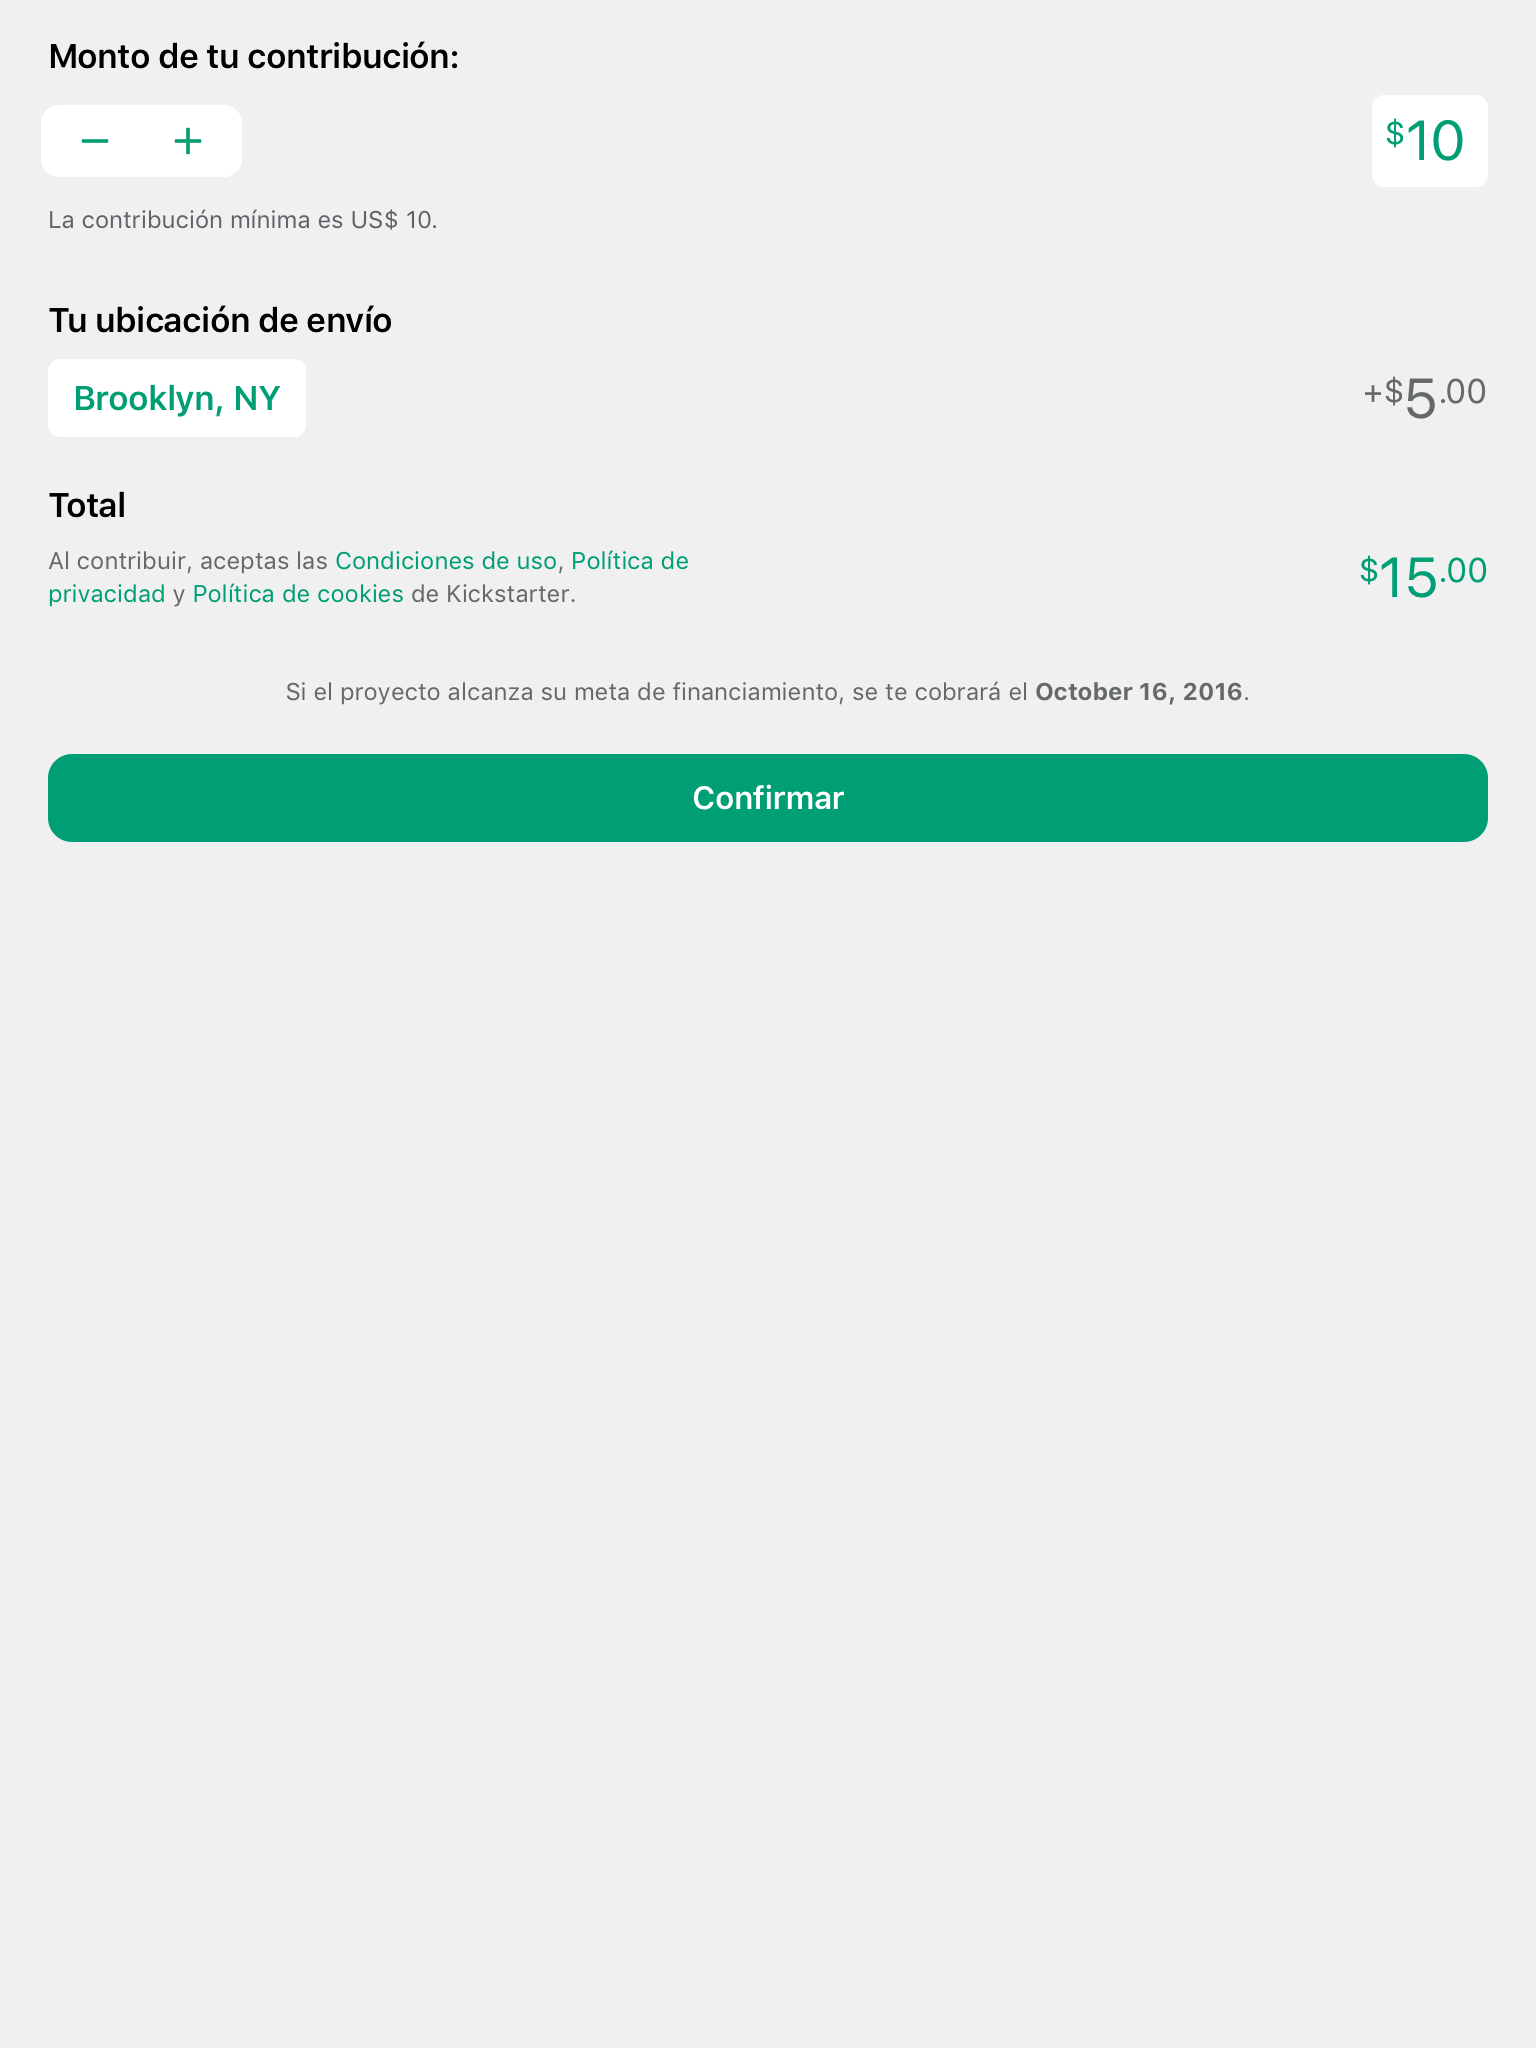 Monto de tu contribución:
− +
$10
La contribución mínima es US$ 10.
Tu ubicación de envío
Brooklyn, NY
+$5.00
Total
Al contribuir, aceptas las Condiciones de uso, Política de
privacidad y Política de cookies de Kickstarter.
$15.00
Si el proyecto alcanza su meta de financiamiento, se te cobrará el October 16, 2016.
Confirmar